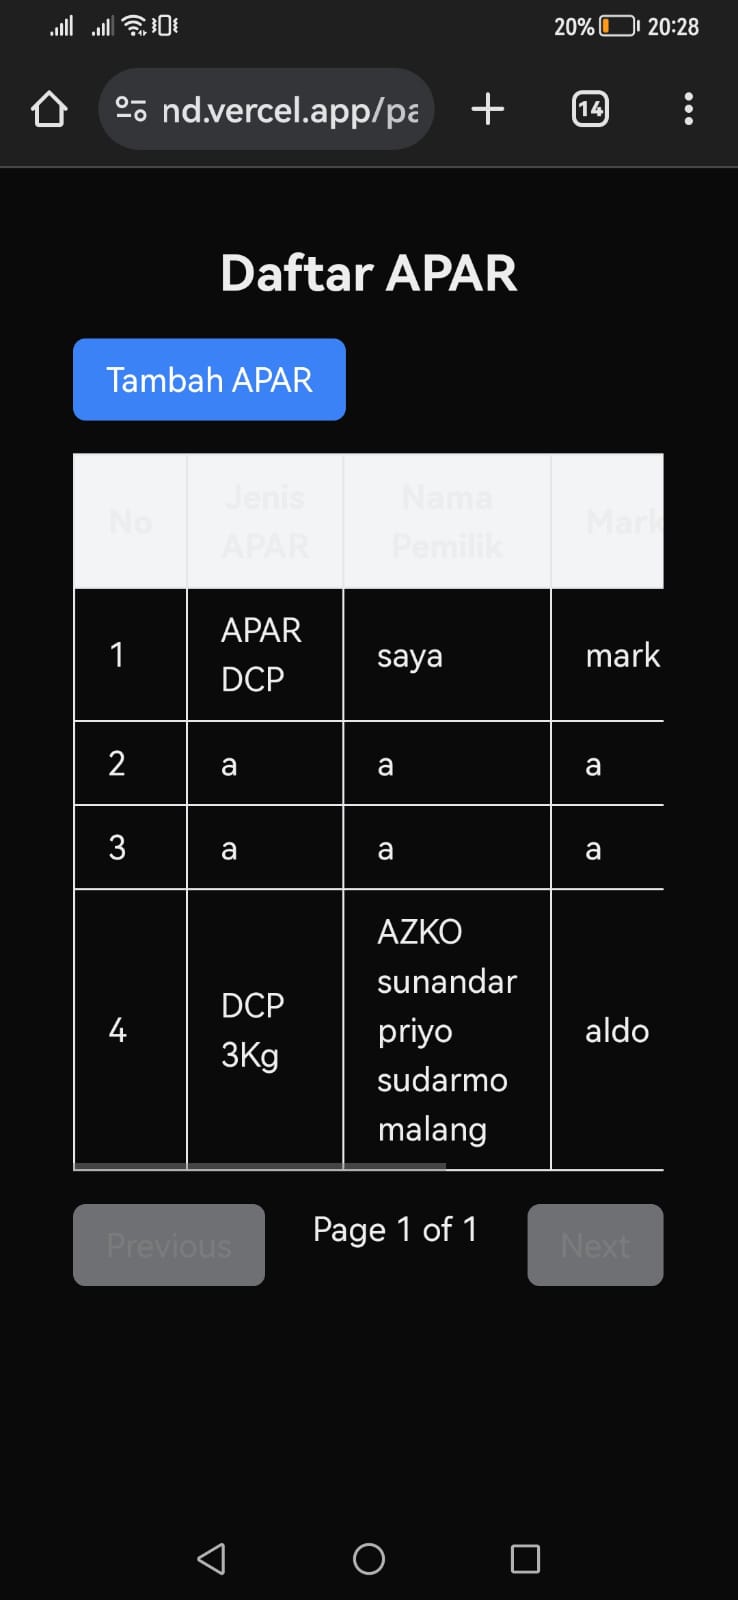 20% 20:28
nd.vercel.app/pa
14
Daftar APAR
Tambah APAR
No
Jenis
APAR
Nama
Pemilik
Mark
1
APAR
DCP
saya
mark
2 a a a
3 a a a
4
DCP
3Kg
AZKO
sunandar
priyo
sudarmo
malang
aldo
Previous
Page 1 of 1
Next